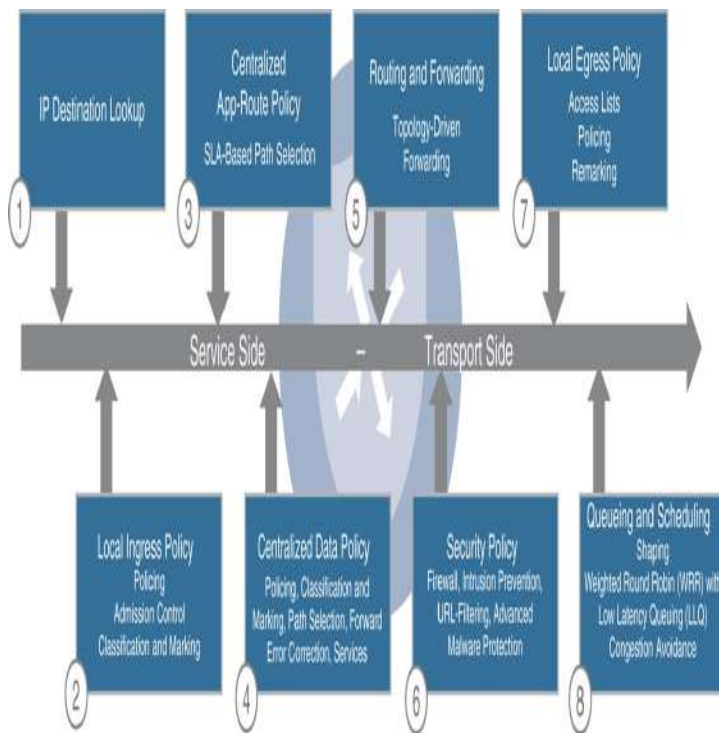 IP Destination Lookup
1
Centralized
App-Route Policy
SLA-Based Path Selection
3
Routing and Forwarding
Topology-Driven
Forwarding
5
Local Egress Policy
Access Lists
Policing
Remarking
7
Service Side – Transport Side
Local Ingress Policy
Policing
Admission Control
Classification and Marking
2
Centralized Data Policy
Policing, Classification and
Marking, Path Selection, Forward
Error Correction, Services
4
Security Policy
Firewall, Intrusion Prevention,
URL-Filtering, Advanced
Malware Protection
6
Queueing and Scheduling
Shaping
Weighted Round Robin (WRR) with
Low Latency Queuing (LLQ)
Congestion Avoidance
8